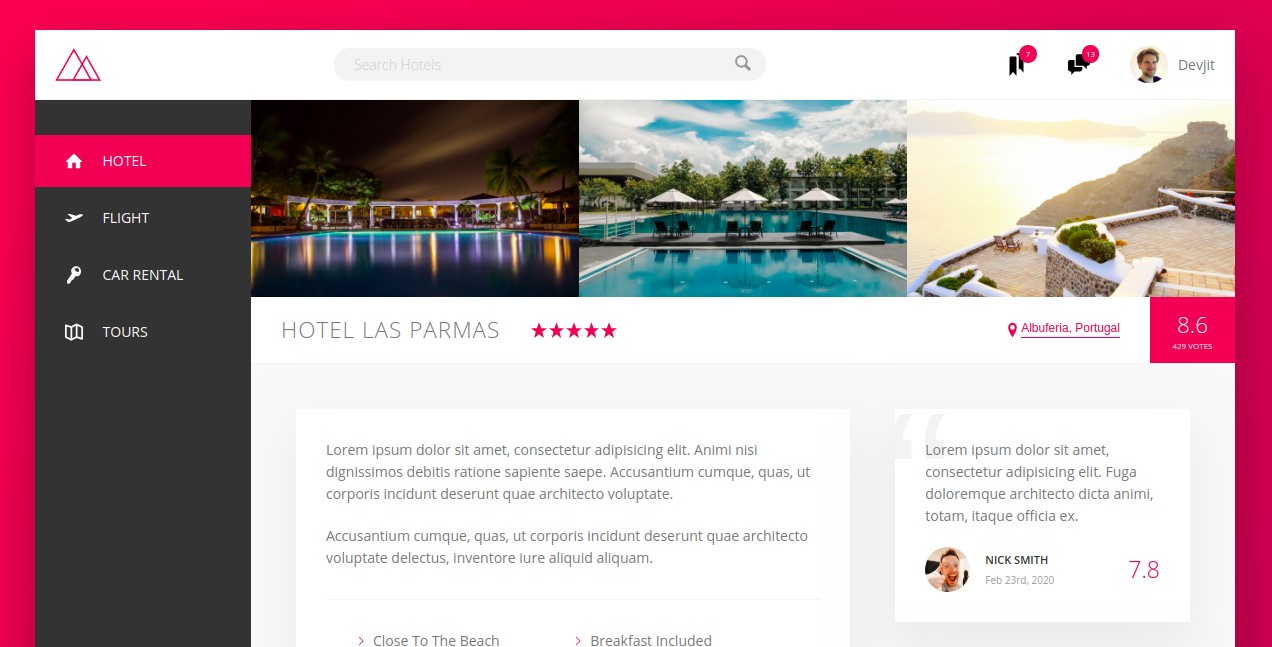 Search Hotels
7
13
Devjit
HOTEL
FLIGHT
CAR RENTAL
TOURS
HOTEL LAS PARMAS
Albuferia, Portugal
8.6
429 VOTES
Lorem ipsum dolor sit amet, consectetur adipisicing elit. Animi nisi
dignissimos debitis ratione sapiente saepe. Accusantium cumque, quas, ut
corporis incidunt deserunt quae architecto voluptate.
Accusantium cumque, quas, ut corporis incidunt deserunt quae architecto
voluptate delectus, inventore iure aliquid aliquam.
Close To The Beach
Breakfast Included
“
Lorem ipsum dolor sit amet,
consectetur adipisicing elit. Fuga
doloremque architecto dicta animi,
totam, itaque officia ex.
NICK SMITH
Feb 23rd, 2020
7.8